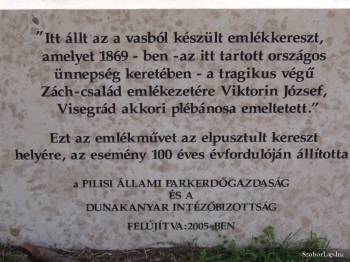 "Itt állt az a vasból készült emlékkereszt,
amelyet 1869 - ben -az itt tartott országos
ünnepség keretében - a tragikus végű
Zách-család emlékezetére Viktorin József,
Visegrád akkori plébánosa emeltetett."
Ezt az emlékművet az elpusztult kereszt
helyére, az esemény 100 éves évfordulóján állította
a PILISI ÁLLAMI PARKERDŐGAZDASÁG
ÉS A
DUNAKANYAR INTÉZŐBIZOTTSÁG
FELÚJÍTVA:2005-BEN
SzoborLap.hu